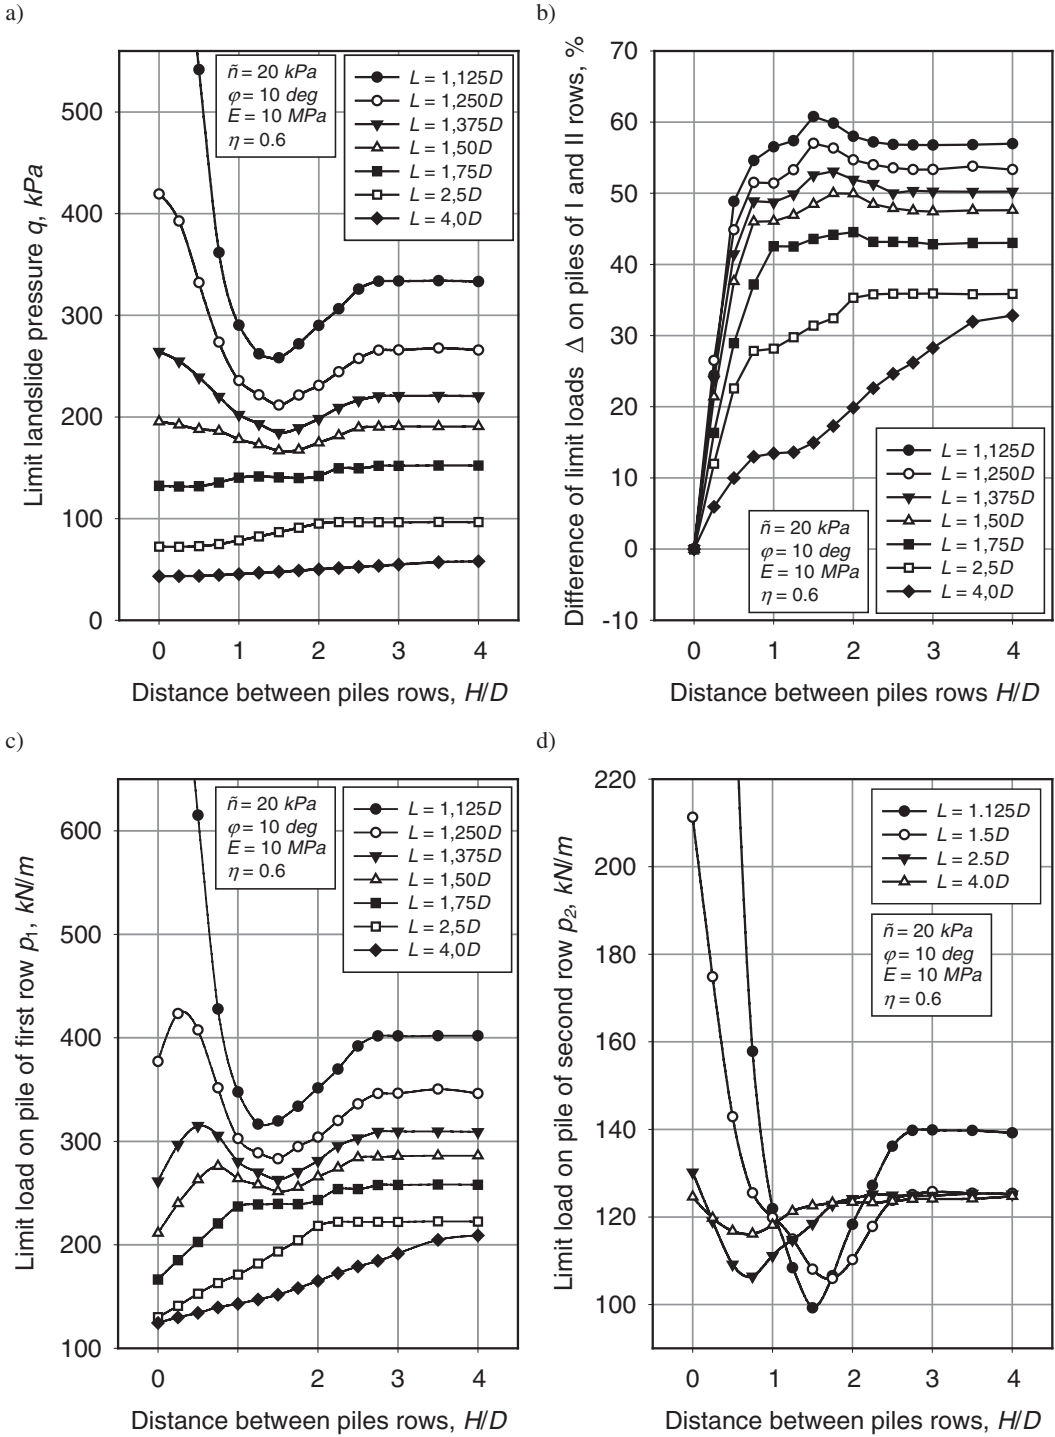 a)
Limit landslide pressure q, kPa
500
400
300
200
100
0
ñ = 20 kPa
φ = 10 deg
E = 10 MPa
η = 0.6
L = 1,125D
L = 1,250D
L = 1,375D
L = 1,50D
L = 1,75D
L = 2,5D
L = 4,0D
0 1 2 3 4
Distance between piles rows, H/D
b)
Difference of limit loads Δ on piles of I and II rows, %
70
60
50
40
30
20
10
0
-10
L = 1,125D
L = 1,250D
L = 1,375D
L = 1,50D
L = 1,75D
L = 2,5D
L = 4,0D
ñ = 20 kPa
φ = 10 deg
E = 10 MPa
η = 0.6
0 1 2 3 4
Distance between piles rows H/D
c)
Limit load on pile of first row p₁, kN/m
600
500
400
300
200
100
ñ = 20 kPa
φ = 10 deg
E = 10 MPa
η = 0.6
L = 1,125D
L = 1,250D
L = 1,375D
L = 1,50D
L = 1,75D
L = 2,5D
L = 4,0D
0 1 2 3 4
Distance between piles rows, H/D
d)
Limit load on pile of second row p₂, kN/m
220
200
180
160
140
120
100
L = 1.125D
L = 1.5D
L = 2.5D
L = 4.0D
ñ = 20 kPa
φ = 10 deg
E = 10 MPa
η = 0.6
0 1 2 3 4
Distance between piles rows, H/D